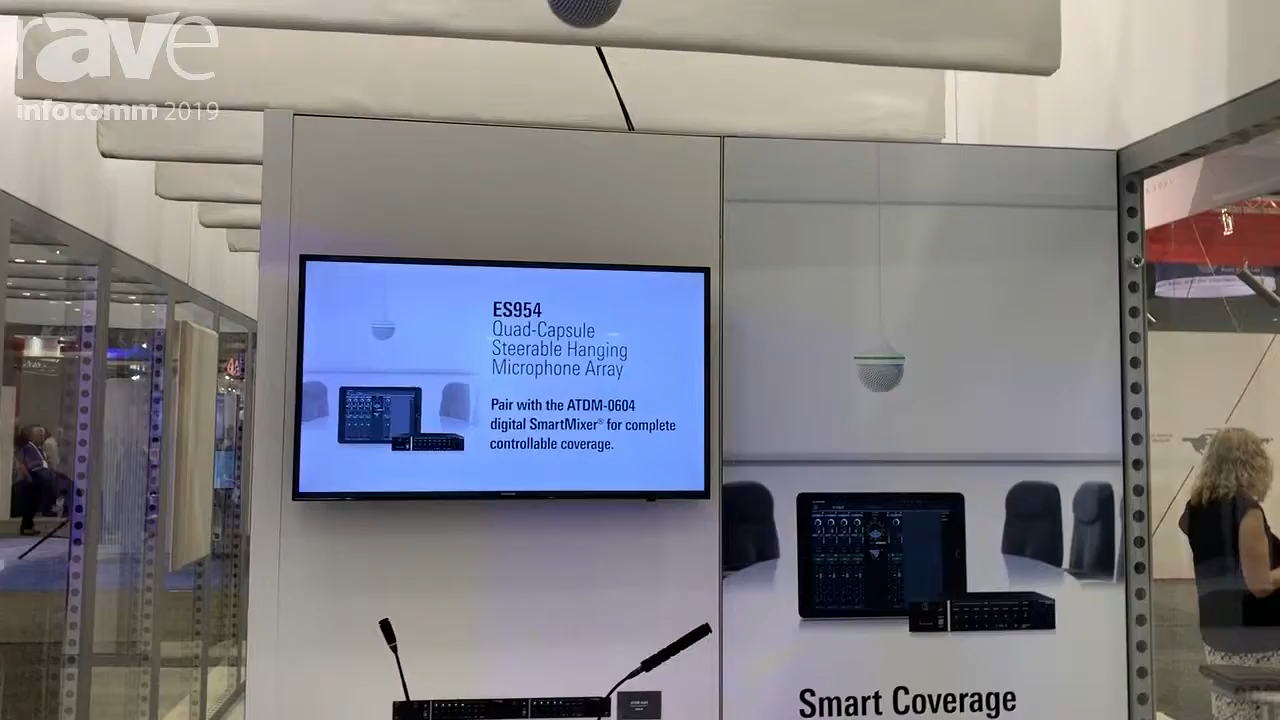 rAVe
infocomm 2019
ES954
Quad-Capsule
Steerable Hanging
Microphone Array
Pair with the ATDM-0604
digital SmartMixer® for complete
controllable coverage.
Smart Coverage